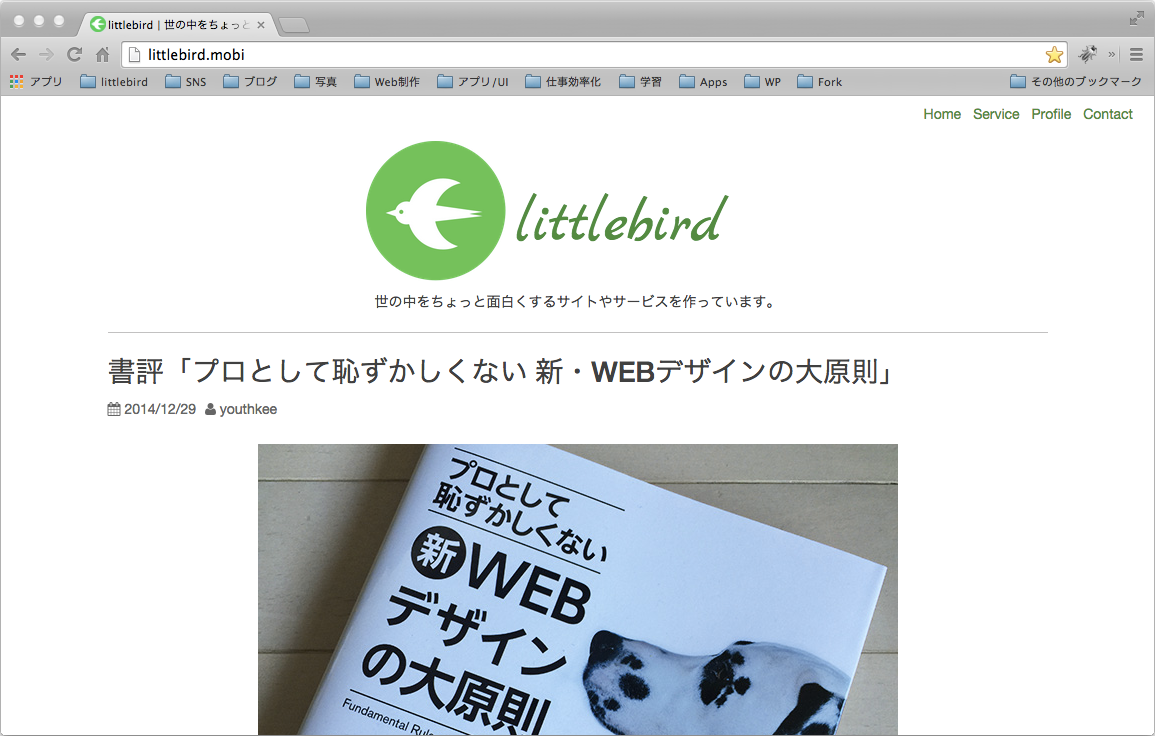 littlebird | 世の中をちょっと
littlebird.mobi
アプリ littlebird SNS ブログ 写真 Web制作 アプリ/UI 仕事効率化 学習 Apps WP Fork その他のブックマーク
Home Service Profile Contact
littlebird
世の中をちょっと面白くするサイトやサービスを作っています。
書評「プロとして恥ずかしくない 新・WEBデザインの大原則」
2014/12/29 youthkee
プロとして
恥ずかしくない
新WEB
デザイン
の大原則
Fundamental